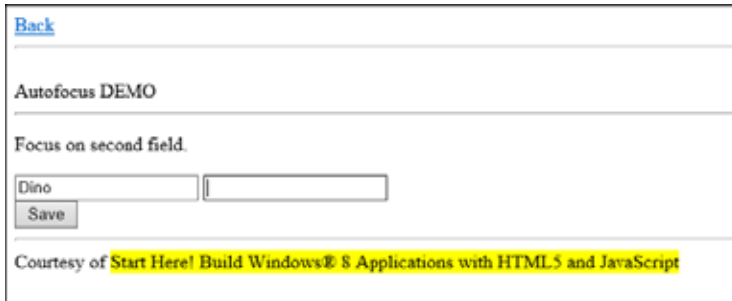 Back
Autofocus DEMO
Focus on second field.
Dino
Save
Courtesy of Start Here! Build Windows® 8 Applications with HTML5 and JavaScript